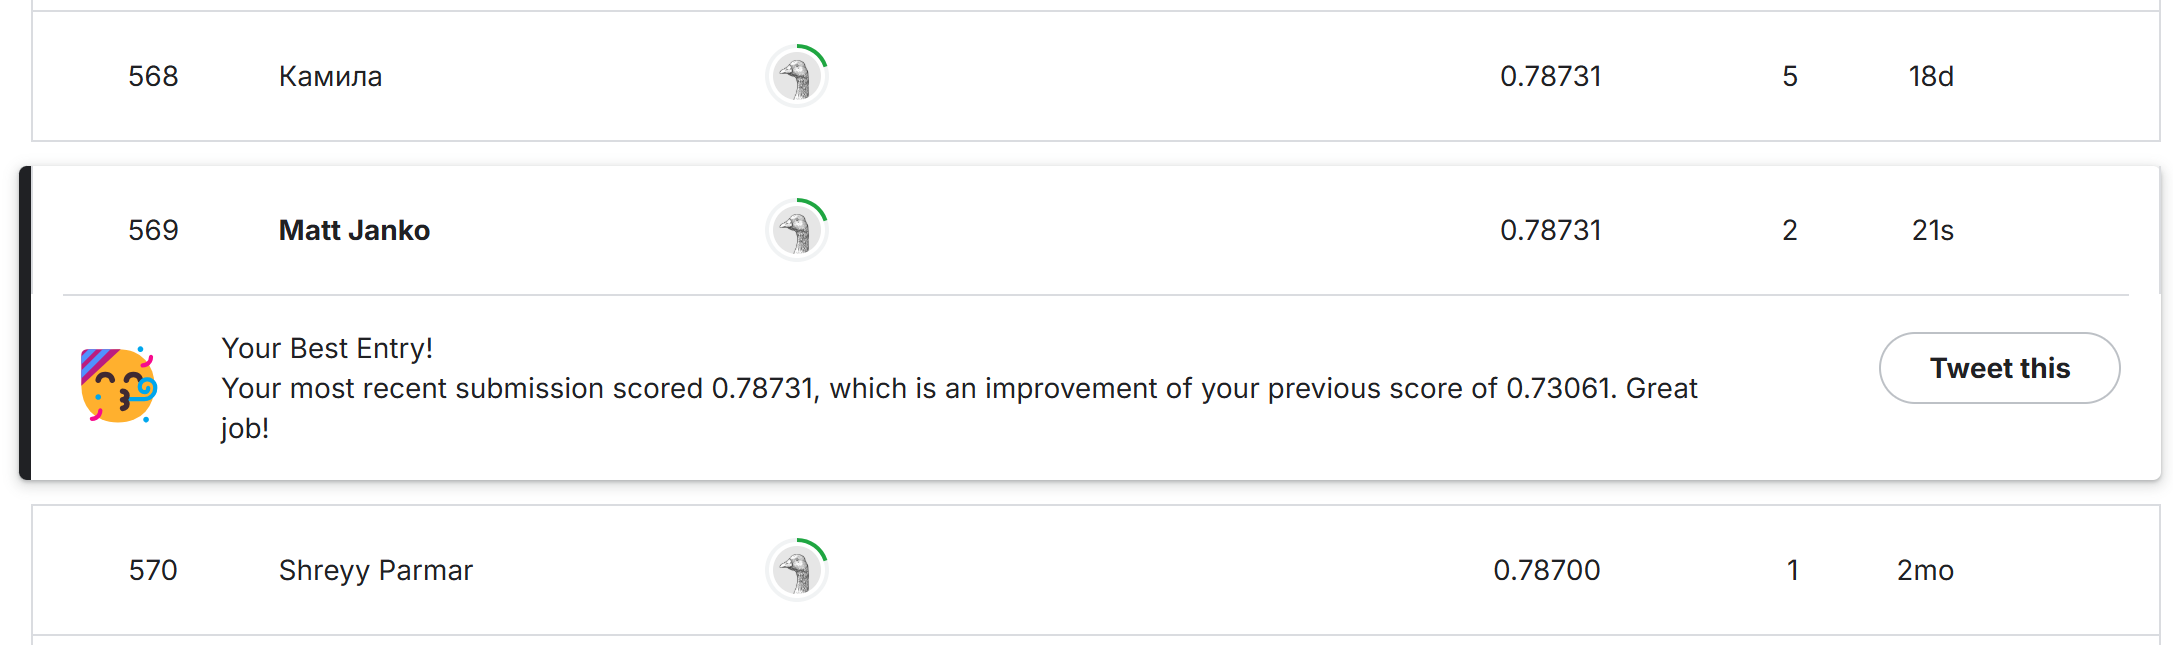 568 Камила 0.78731 5 18d
569 Matt Janko 0.78731 2 21s
Your Best Entry!
Your most recent submission scored 0.78731, which is an improvement of your previous score of 0.73061. Great
job!
Tweet this
570 Shreyy Parmar 0.78700 1 2mo